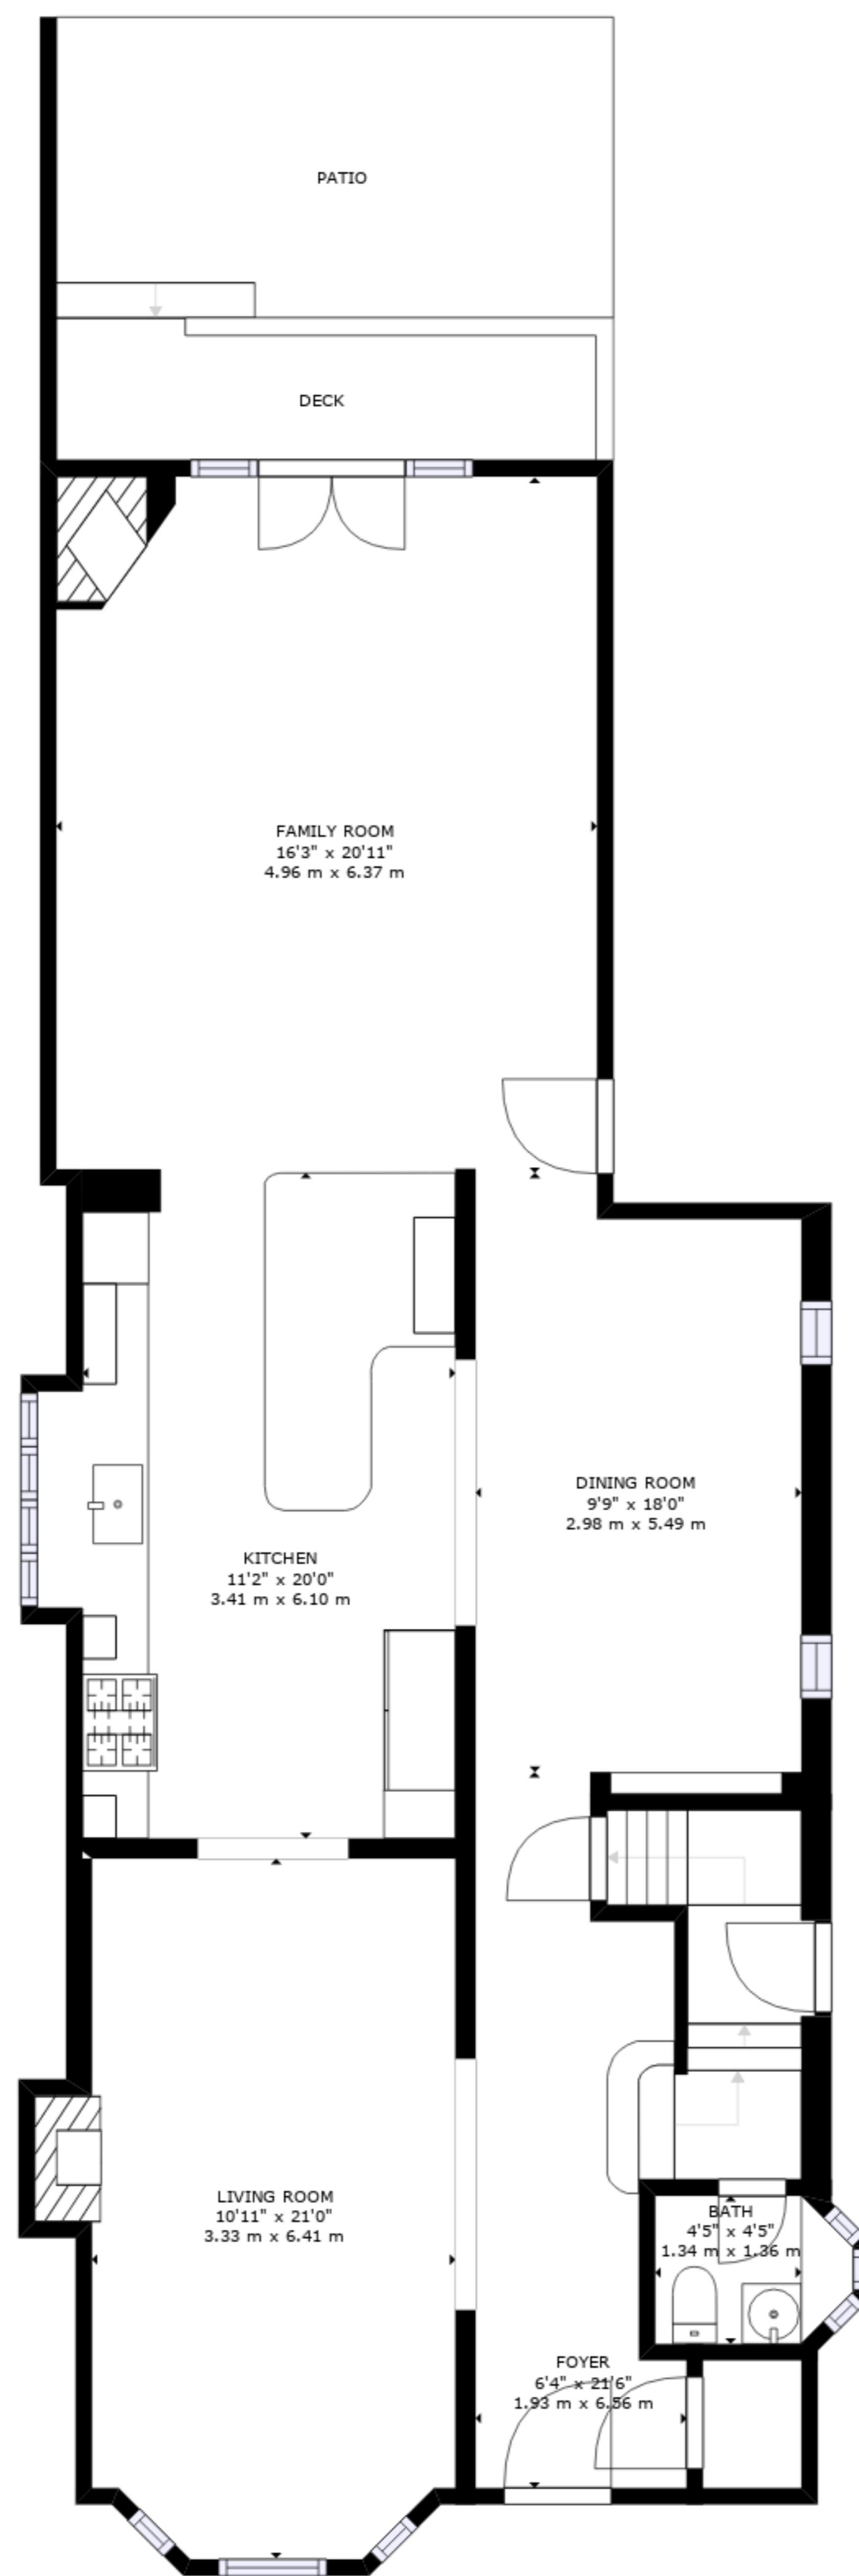 PATIO
DECK
FAMILY ROOM
16'3" x 20'11"
4.96 m x 6.37 m
DINING ROOM
9'9" x 18'0"
2.98 m x 5.49 m
KITCHEN
11'2" x 20'0"
3.41 m x 6.10 m
LIVING ROOM
10'11" x 21'0"
3.33 m x 6.41 m
BATH
4'5" x 4'5"
1.34 m x 1.36 m
FOYER
6'4" x 21'6"
1.93 m x 6.56 m